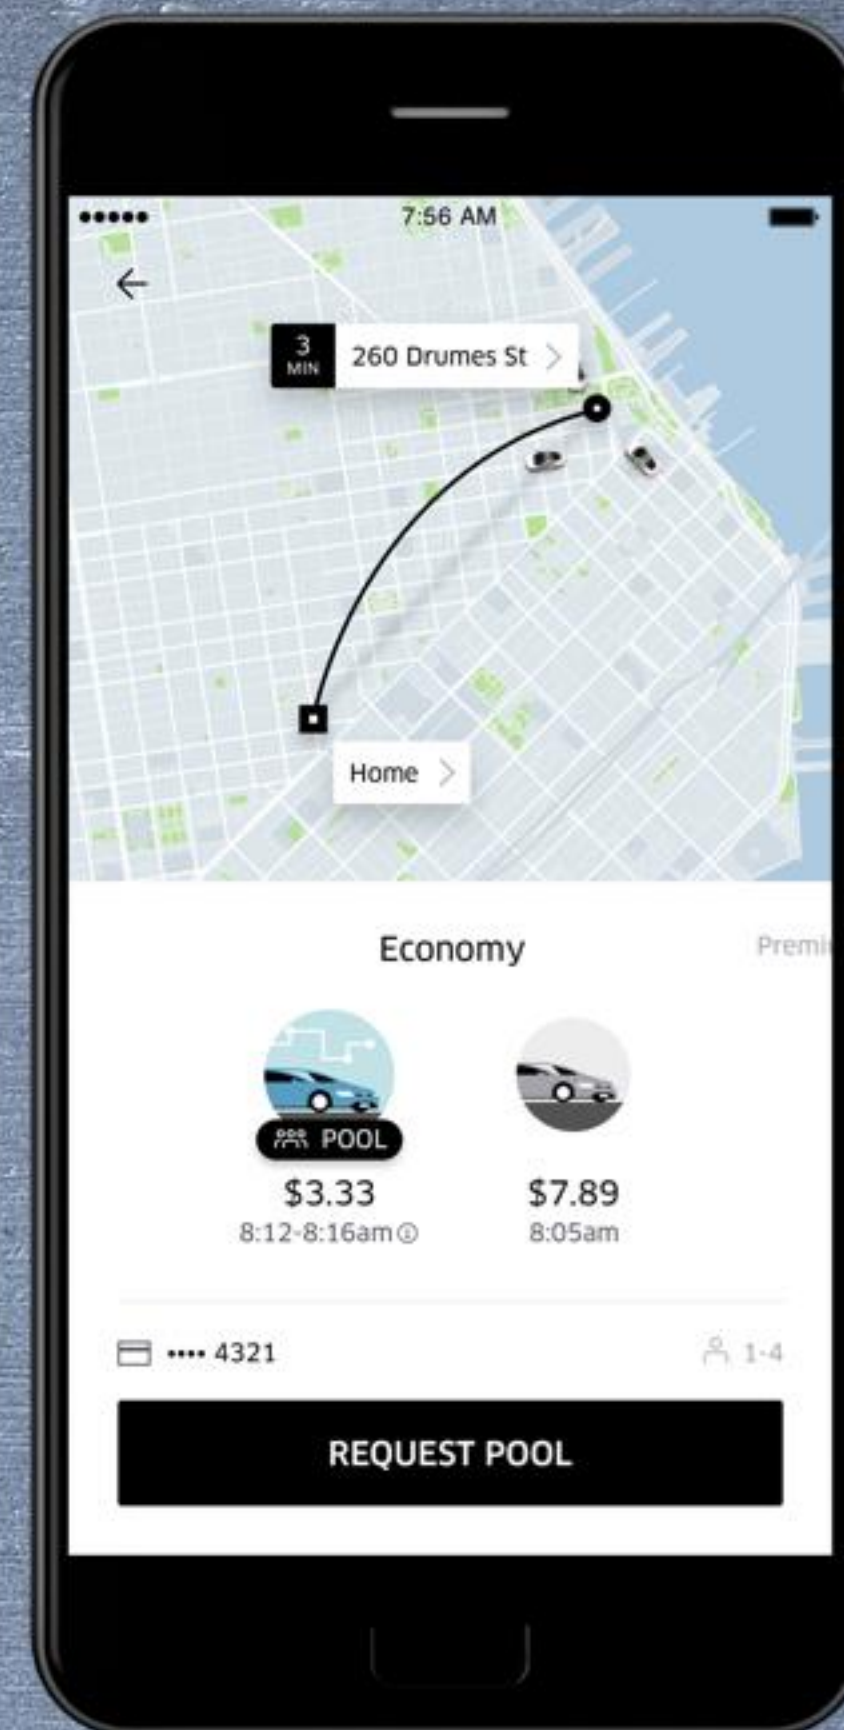 7:56 AM
3
MIN
260 Drumes St
Home
Economy
Premi
POOL
$3.33
$7.89
8:12-8:16am
8:05am
•••• 4321
1-4
REQUEST POOL